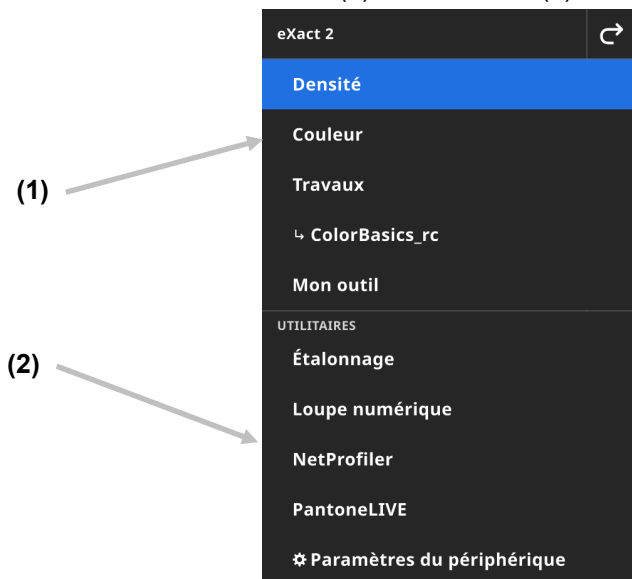 eXact 2
Densité
Couleur
(1)
Travaux
↳ ColorBasics_rc
Mon outil
UTILITAIRES
Étalonnage
(2)
Loupe numérique
NetProfiler
PantoneLIVE
Paramètres du périphérique